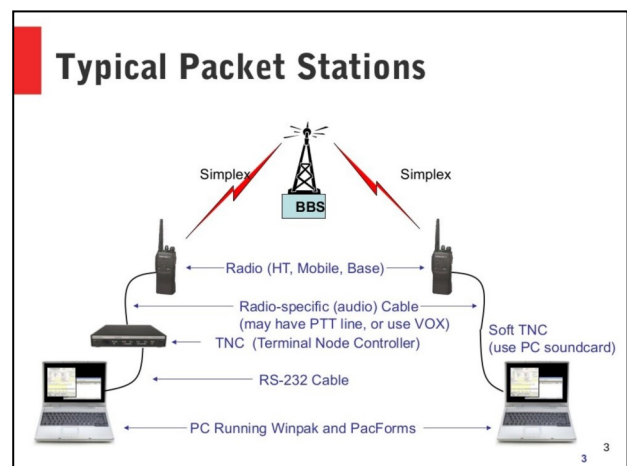 Typical Packet Stations
Simplex
Simplex
BBS
Radio (HT, Mobile, Base)
Radio-specific (audio) Cable
(may have PTT line, or use VOX)
TNC (Terminal Node Controller)
Soft TNC
(use PC soundcard)
RS-232 Cable
PC Running Winpak and PacForms
3
3